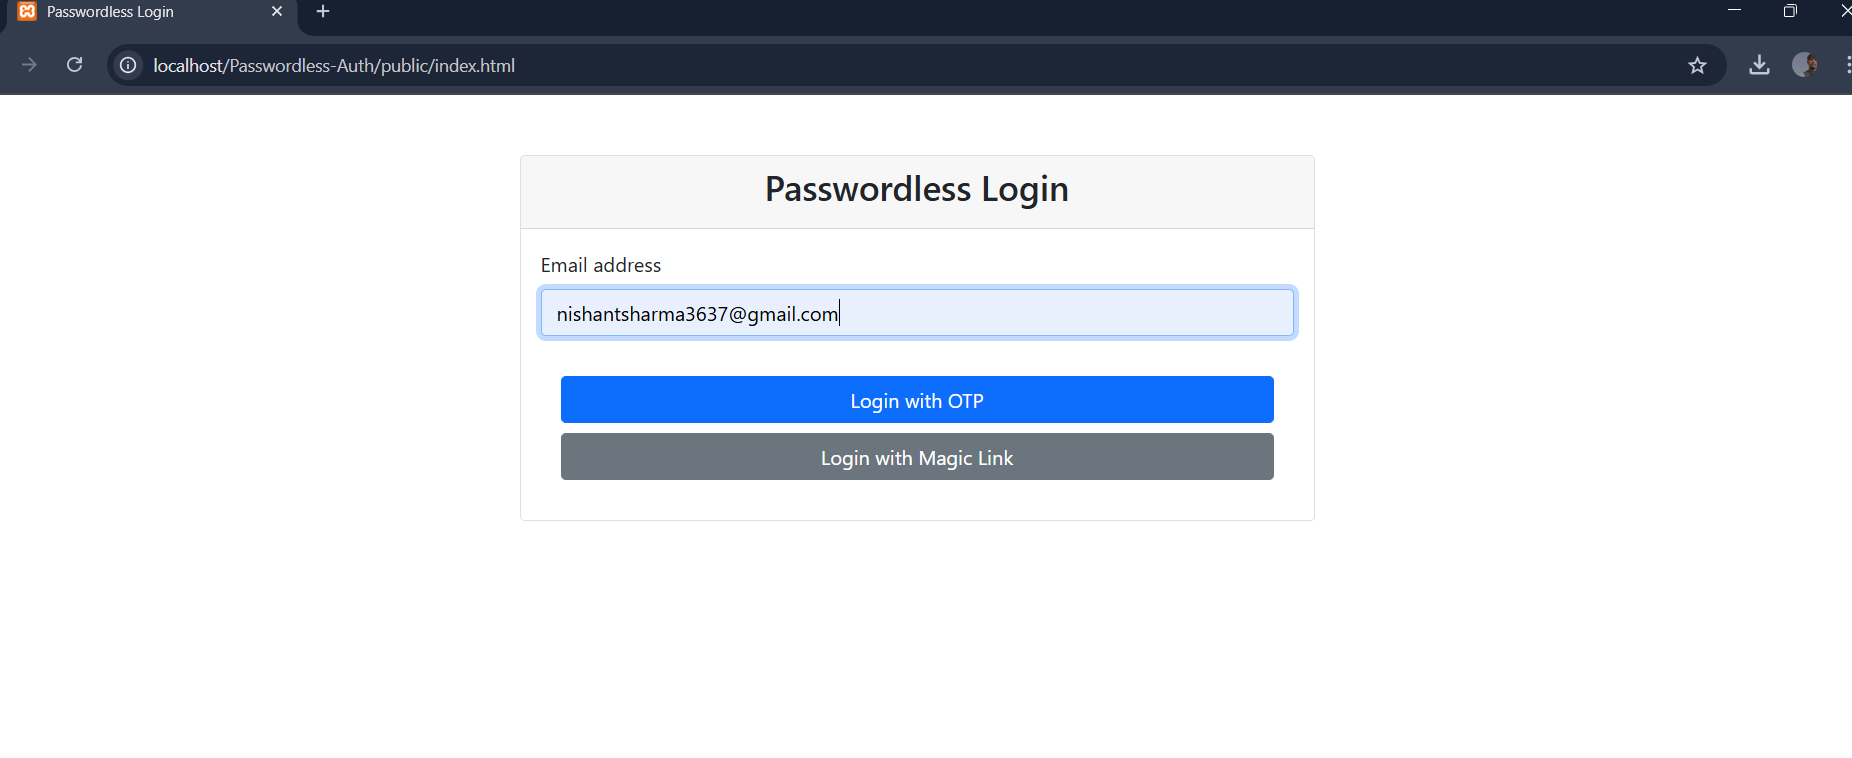 Passwordless Login
localhost/Passwordless-Auth/public/index.html
Passwordless Login
Email address
nishantsharma3637@gmail.com
Login with OTP
Login with Magic Link